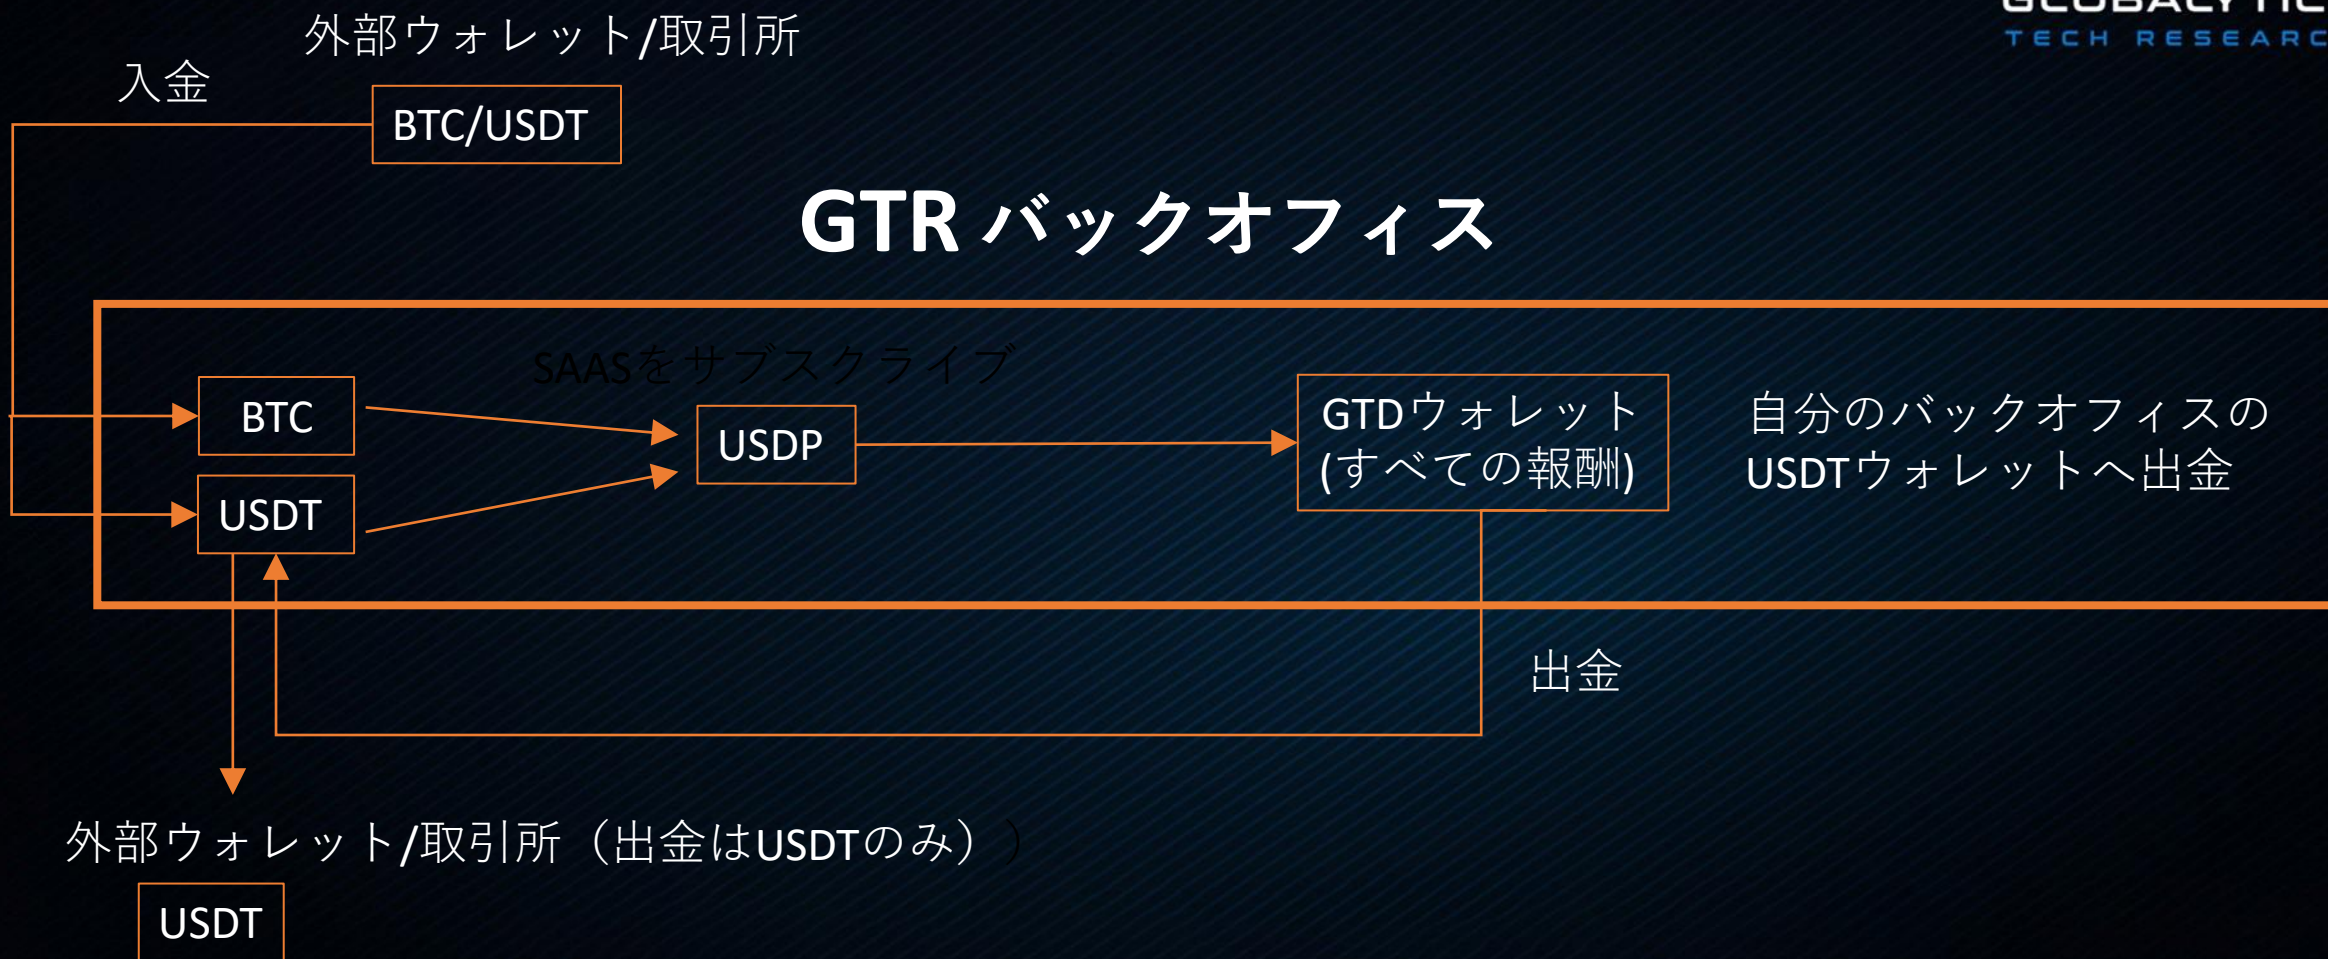 TECH RESEARC
外部ウォレット/取引所
入金
BTC/USDT
GTR バックオフィス
SAASをサブスクライブ
BTC
USDT
USDP
GTDウォレット
(すべての報酬)
自分のバックオフィスの
USDTウォレットへ出金
出金
外部ウォレット/取引所（出金はUSDTのみ））
USDT